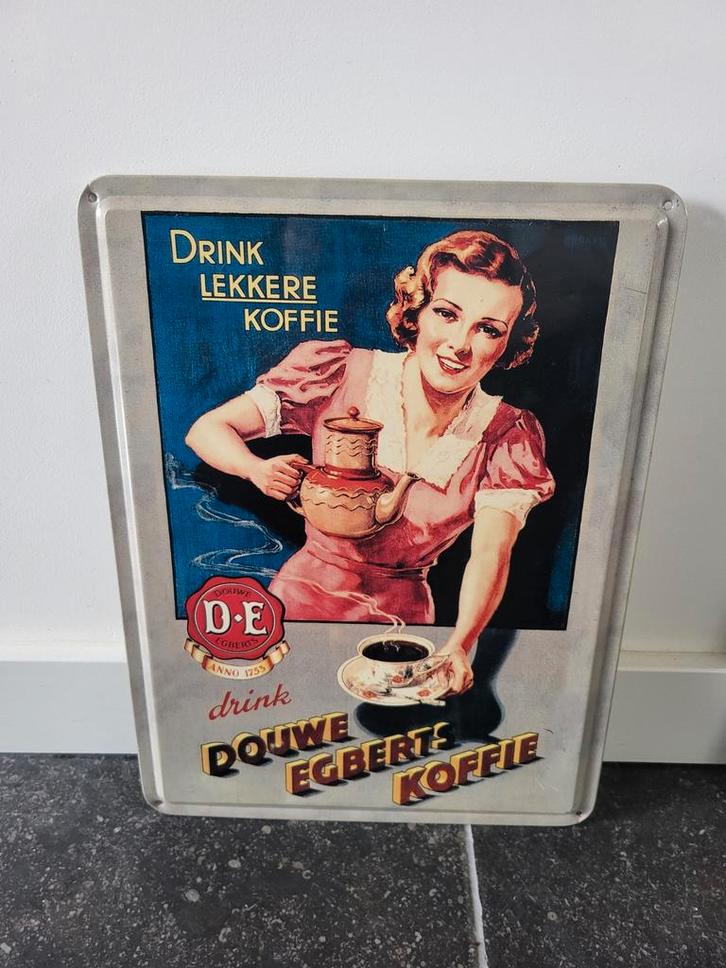 DRINK
LEKKERE
KOFFIE
DOUWE
D·E
EGBERTS
ANNO 1753
drink
DOUWE
EGBERTS
KOFFIE